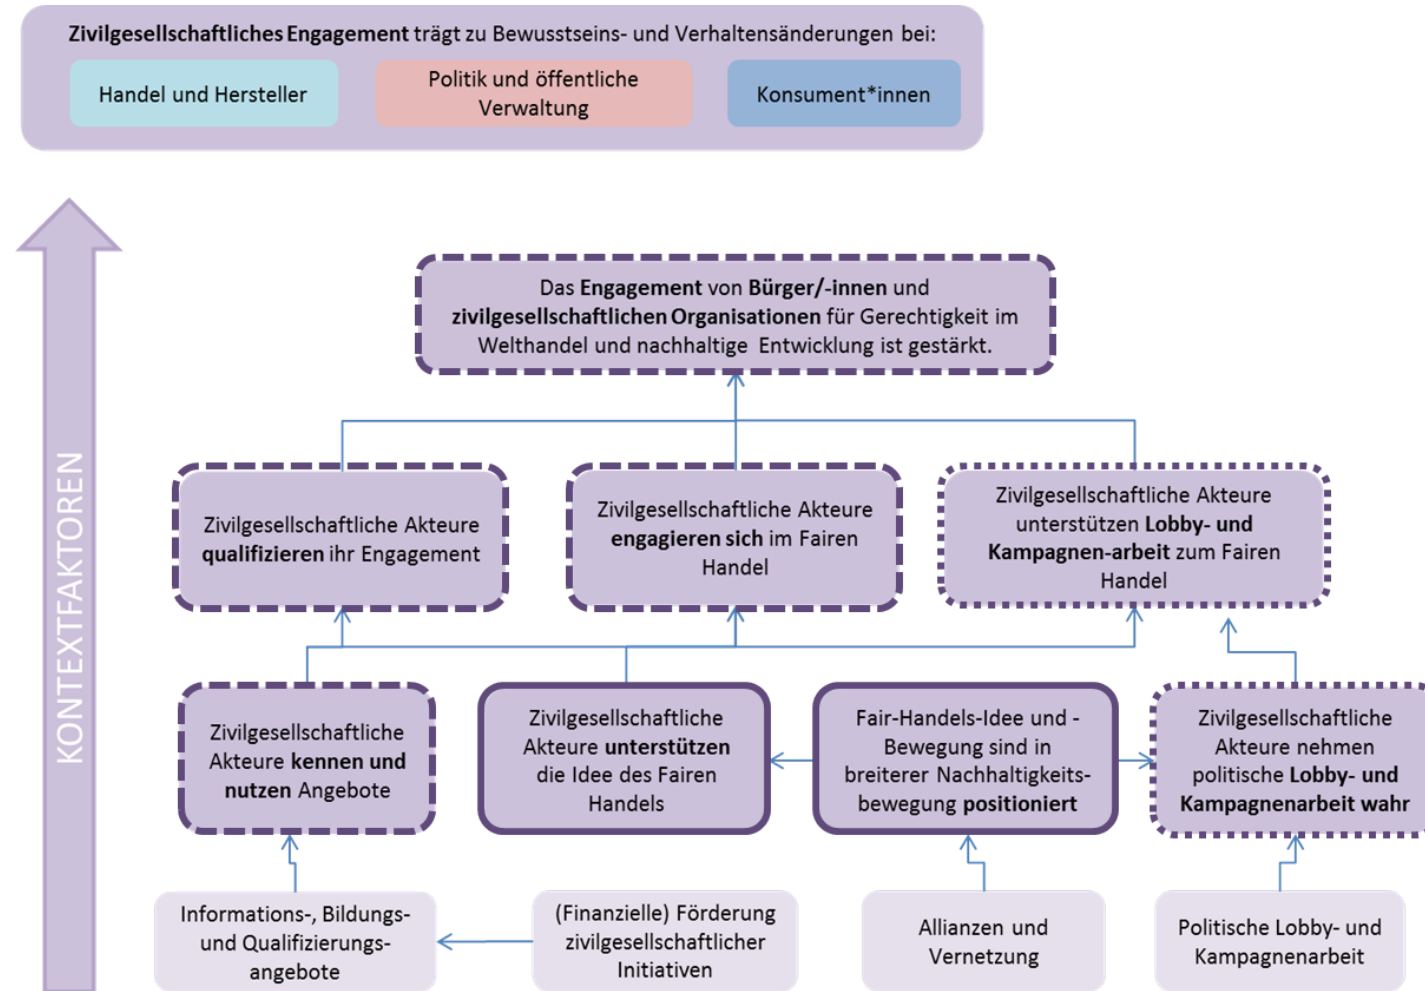 Zivilgesellschaftliches Engagement trägt zu Bewusstseins- und Verhaltensänderungen bei:
Handel und Hersteller
Politik und öffentliche
Verwaltung
Konsument*innen
KONTEXTFAKTOREN
Das Engagement von Bürger/-innen und
zivilgesellschaftlichen Organisationen für Gerechtigkeit im
Welthandel und nachhaltige Entwicklung ist gestärkt.
Zivilgesellschaftliche Akteure
qualifizieren ihr Engagement
Zivilgesellschaftliche Akteure
engagieren sich im Fairen
Handel
Zivilgesellschaftliche Akteure
unterstützen Lobby- und
Kampagnen-arbeit zum Fairen
Handel
Zivilgesellschaftliche
Akteure kennen und
nutzen Angebote
Zivilgesellschaftliche
Akteure unterstützen
die Idee des Fairen
Handels
Fair-Handels-Idee und -
Bewegung sind in
breiterer Nachhaltigkeits-
bewegung positioniert
Zivilgesellschaftliche
Akteure nehmen
politische Lobby- und
Kampagnenarbeit wahr
Informations-, Bildungs-
und Qualifizierungs-
angebote
(Finanzielle) Förderung
zivilgesellschaftlicher
Initiativen
Allianzen und
Vernetzung
Politische Lobby- und
Kampagnenarbeit